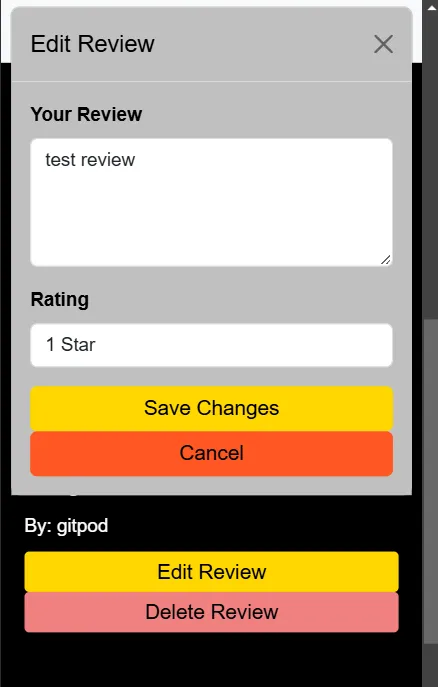 Edit Review
Your Review
test review
Rating
1 Star
Save Changes
Cancel
By: gitpod
Edit Review
Delete Review